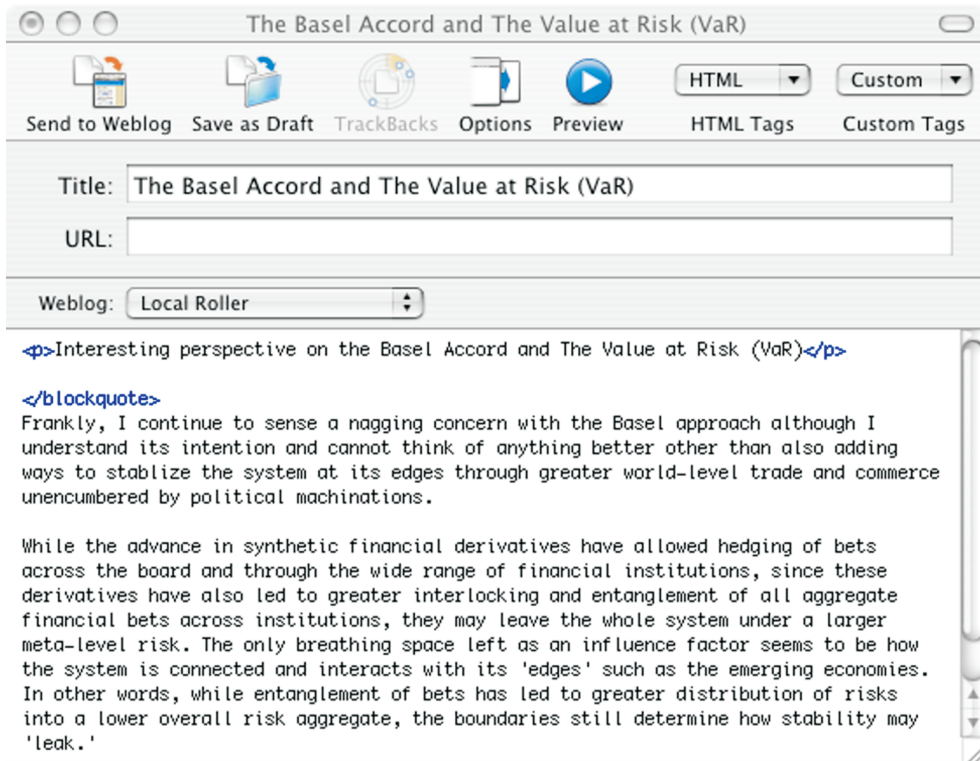 The Basel Accord and The Value at Risk (VaR)
HTML Custom
Send to Weblog Save as Draft TrackBacks Options Preview HTML Tags Custom Tags
Title: The Basel Accord and The Value at Risk (VaR)
URL:
Weblog: Local Roller
<p>Interesting perspective on the Basel Accord and The Value at Risk (VaR)</p>
</blockquote>
Frankly, I continue to sense a nagging concern with the Basel approach although I
understand its intention and cannot think of anything better other than also adding
ways to stablize the system at its edges through greater world-level trade and commerce
unencumbered by political machinations.
While the advance in synthetic financial derivatives have allowed hedging of bets
across the board and through the wide range of financial institutions, since these
derivatives have also led to greater interlocking and entanglement of all aggregate
financial bets across institutions, they may leave the whole system under a larger
meta-level risk. The only breathing space left as an influence factor seems to be how
the system is connected and interacts with its 'edges' such as the emerging economies.
In other words, while entanglement of bets has led to greater distribution of risks
into a lower overall risk aggregate, the boundaries still determine how stability may
'leak.'